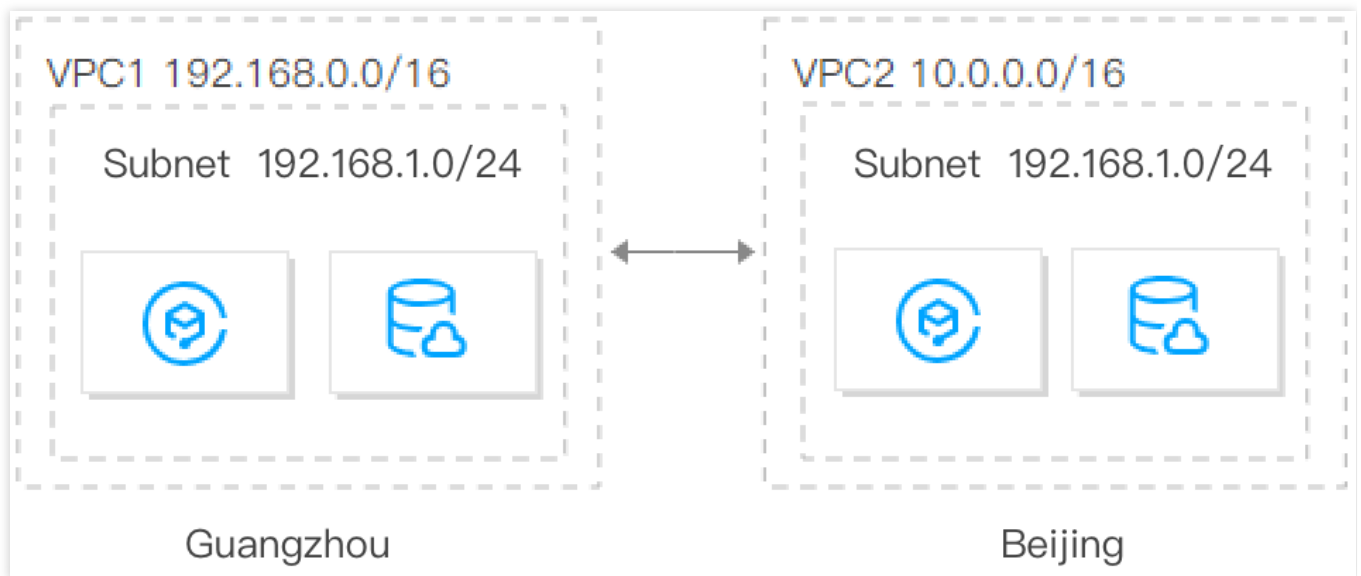 VPC1 192.168.0.0/16
Subnet 192.168.1.0/24
Guangzhou
VPC2 10.0.0.0/16
Subnet 192.168.1.0/24
Beijing